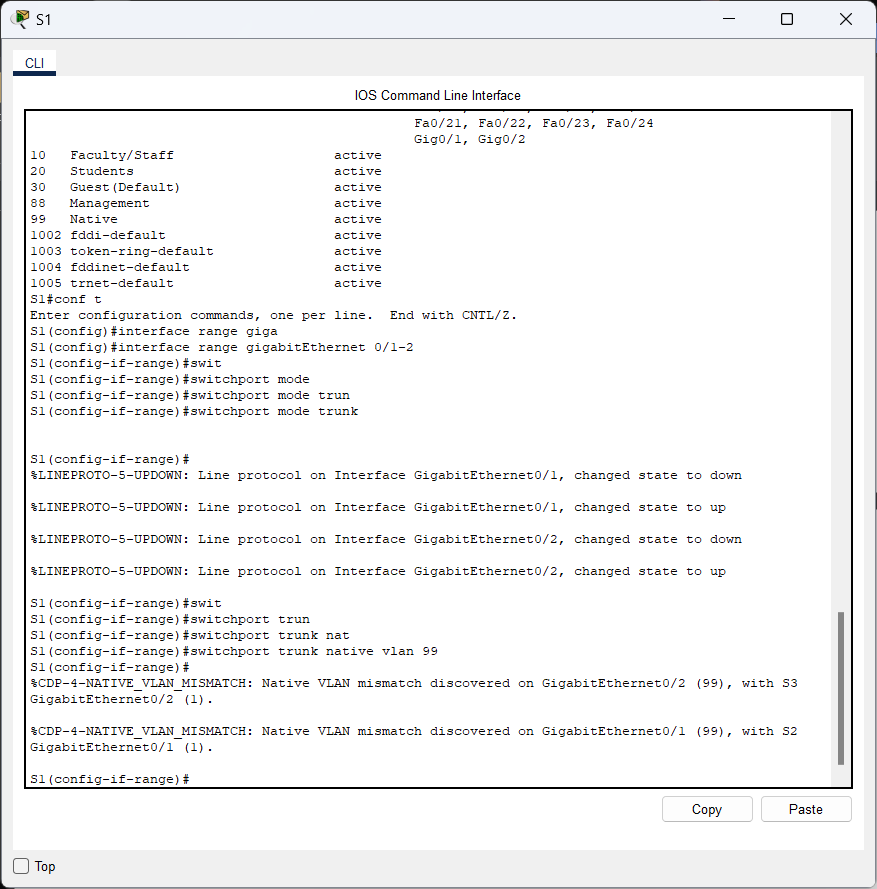 S1
CLI
IOS Command Line Interface
Fa0/21, Fa0/22, Fa0/23, Fa0/24
Gig0/1, Gig0/2
10 Faculty/Staff active
20 Students active
30 Guest(Default) active
88 Management active
99 Native active
1002 fddi-default active
1003 token-ring-default active
1004 fddinet-default active
1005 trnet-default active
S1#conf t
Enter configuration commands, one per line. End with CNTL/Z.
S1(config)#interface range giga
S1(config)#interface range gigabitEthernet 0/1-2
S1(config-if-range)#swit
S1(config-if-range)#switchport mode
S1(config-if-range)#switchport mode trun
S1(config-if-range)#switchport mode trunk
S1(config-if-range)#
%LINEPROTO-5-UPDOWN: Line protocol on Interface GigabitEthernet0/1, changed state to down
%LINEPROTO-5-UPDOWN: Line protocol on Interface GigabitEthernet0/1, changed state to up
%LINEPROTO-5-UPDOWN: Line protocol on Interface GigabitEthernet0/2, changed state to down
%LINEPROTO-5-UPDOWN: Line protocol on Interface GigabitEthernet0/2, changed state to up
S1(config-if-range)#swit
S1(config-if-range)#switchport trun
S1(config-if-range)#switchport trunk nat
S1(config-if-range)#switchport trunk native vlan 99
S1(config-if-range)#
%CDP-4-NATIVE_VLAN_MISMATCH: Native VLAN mismatch discovered on GigabitEthernet0/2 (99), with S3
GigabitEthernet0/2 (1).
%CDP-4-NATIVE_VLAN_MISMATCH: Native VLAN mismatch discovered on GigabitEthernet0/1 (99), with S2
GigabitEthernet0/1 (1).
S1(config-if-range)#
Copy
Paste
Top